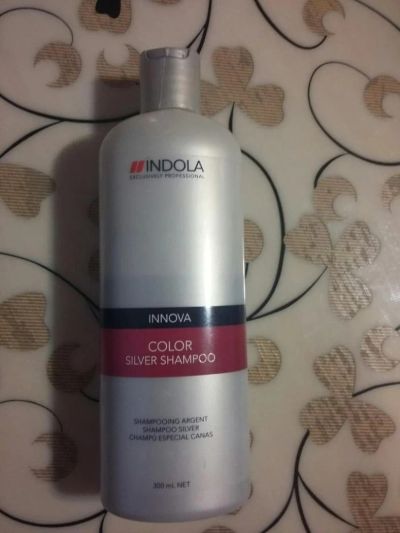 INDOLA
EXCLUSIVELY PROFESSIONAL
INNOVA
COLOR
SILVER SHAMPOO
SHAMPOOING ARGENT
SHAMPOO SILVER
CHAMPÚ ESPECIAL CANAS
300 mL NET